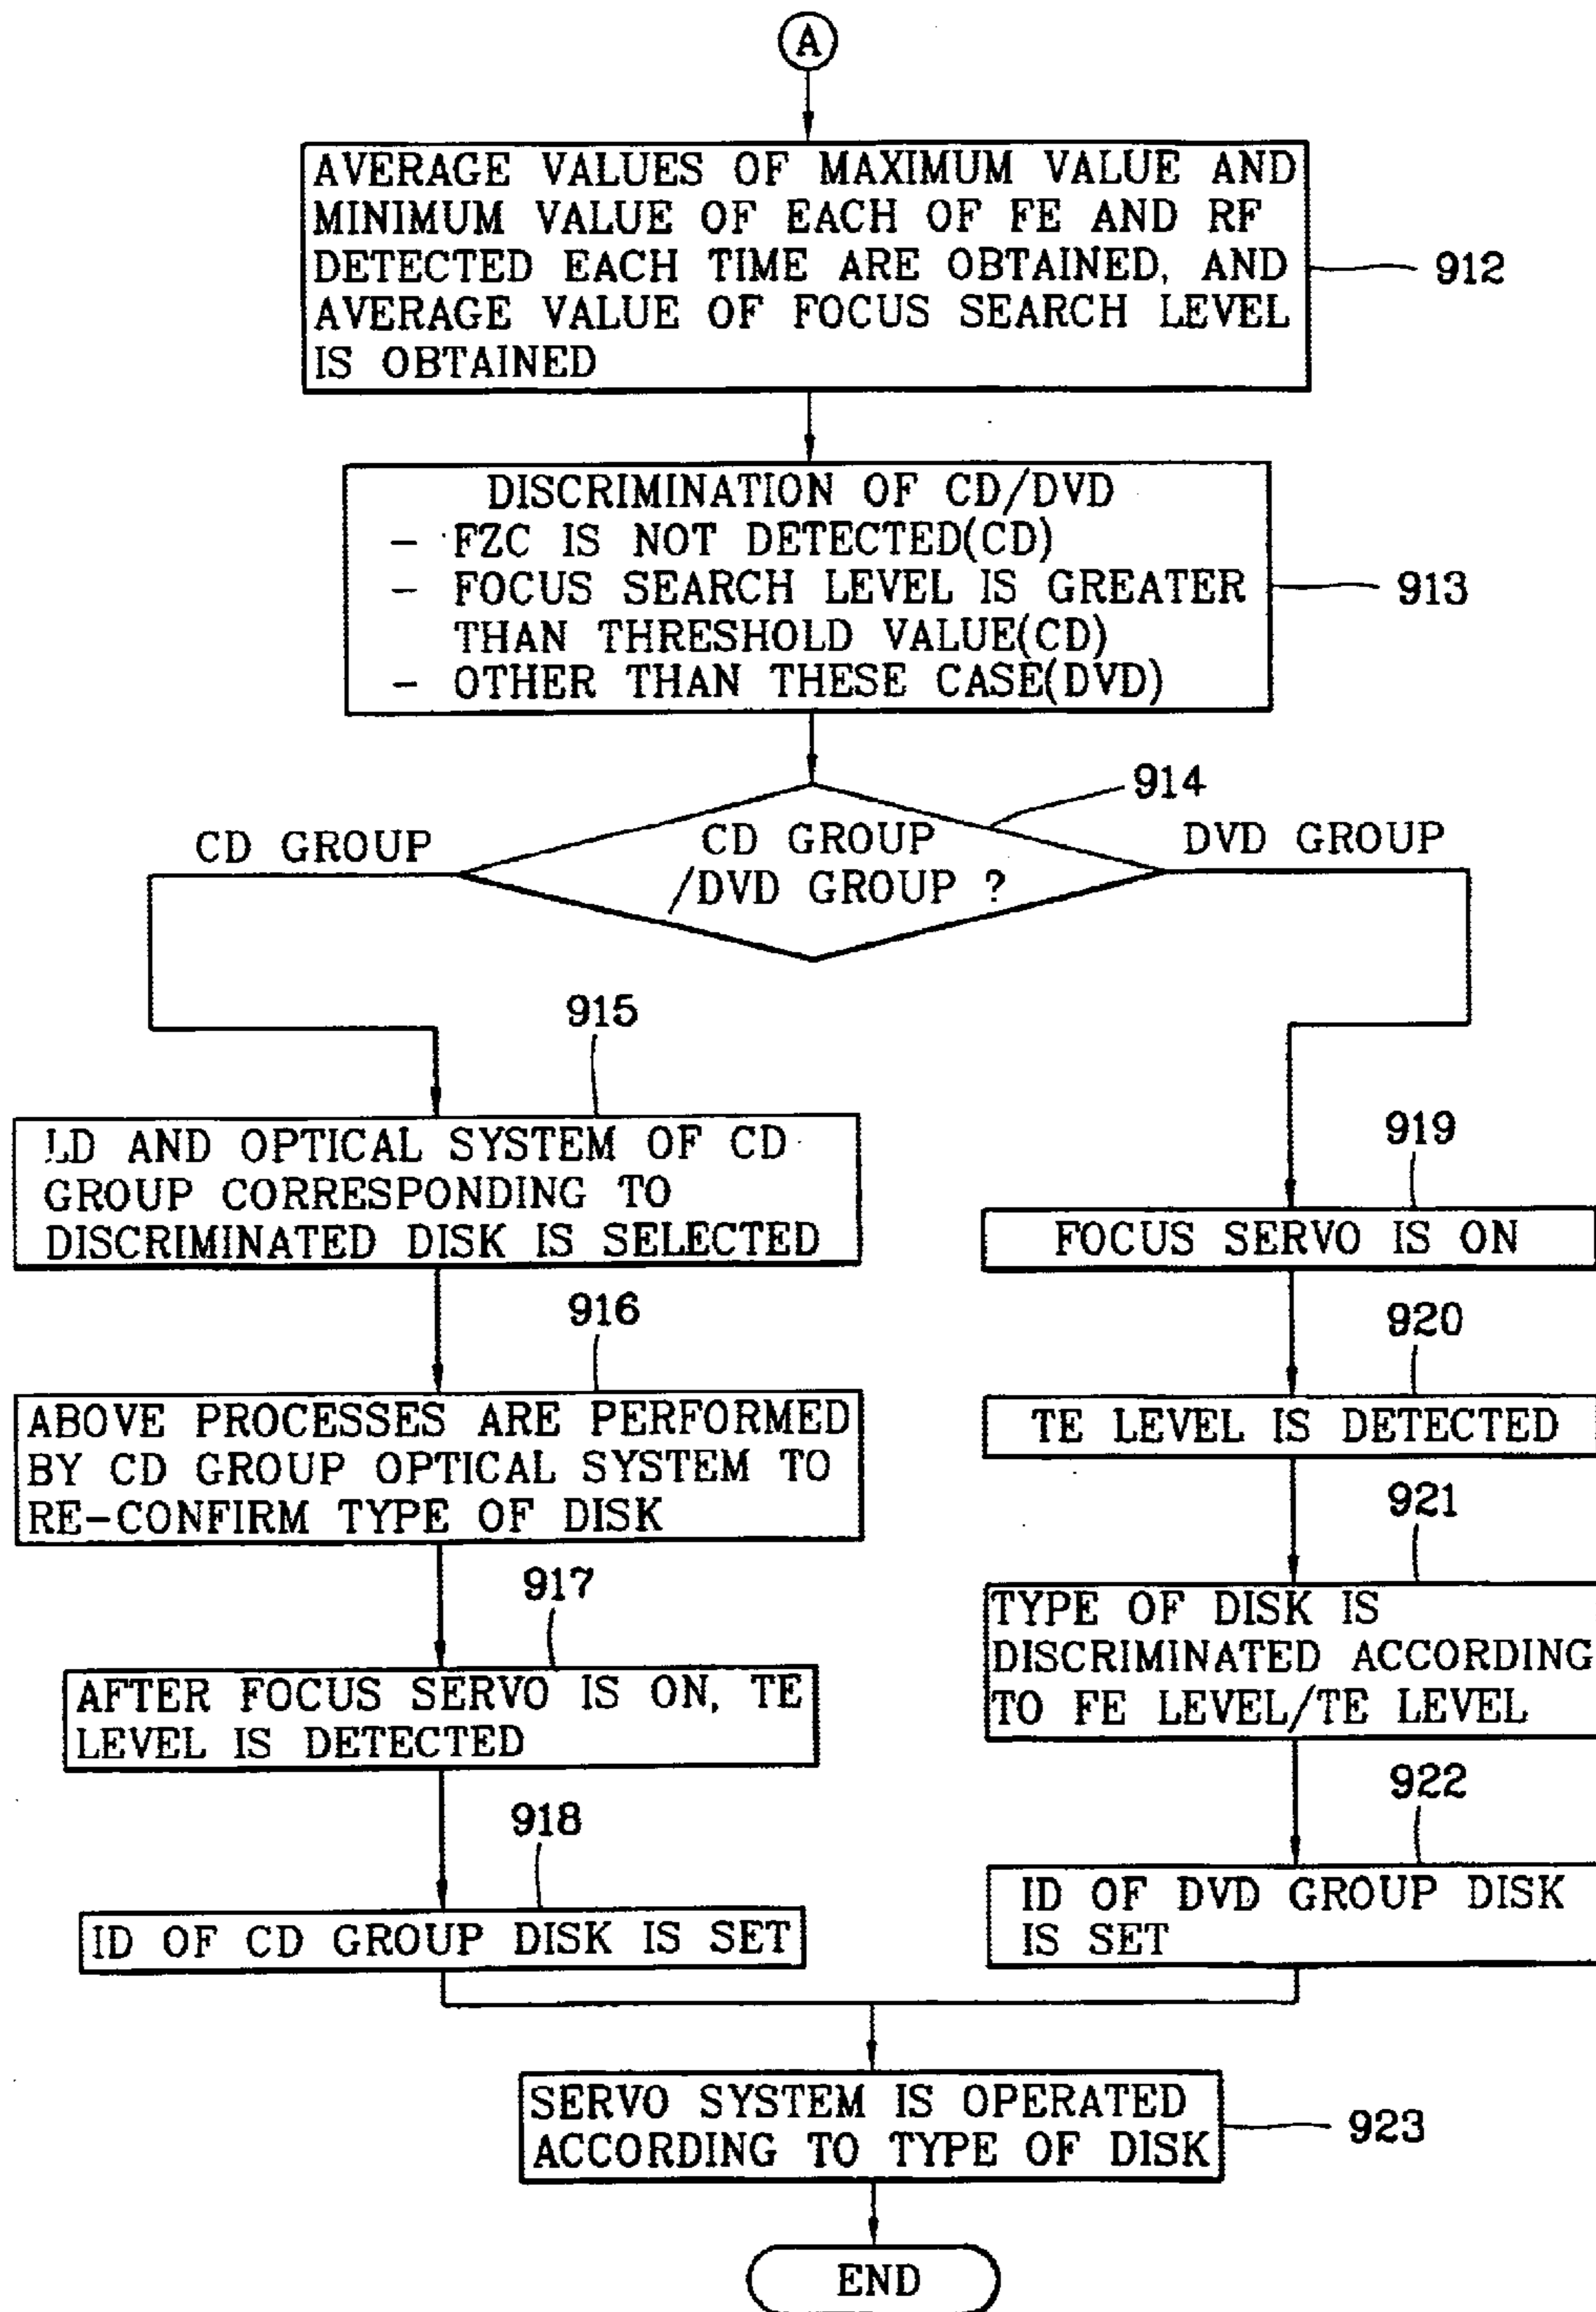 A
AVERAGE VALUES OF MAXIMUM VALUE AND
MINIMUM VALUE OF EACH OF FE AND RF
DETECTED EACH TIME ARE OBTAINED, AND
AVERAGE VALUE OF FOCUS SEARCH LEVEL
IS OBTAINED
912
DISCRIMINATION OF CD/DVD
- FZC IS NOT DETECTED(CD)
- FOCUS SEARCH LEVEL IS GREATER
THAN THRESHOLD VALUE(CD)
- OTHER THAN THESE CASE(DVD)
913
914
CD GROUP
CD GROUP
/DVD GROUP ?
DVD GROUP
915
LD AND OPTICAL SYSTEM OF CD
GROUP CORRESPONDING TO
DISCRIMINATED DISK IS SELECTED
916
ABOVE PROCESSES ARE PERFORMED
BY CD GROUP OPTICAL SYSTEM TO
RE-CONFIRM TYPE OF DISK
917
AFTER FOCUS SERVO IS ON, TE
LEVEL IS DETECTED
918
ID OF CD GROUP DISK IS SET
919
FOCUS SERVO IS ON
920
TE LEVEL IS DETECTED
921
TYPE OF DISK IS
DISCRIMINATED ACCORDING
TO FE LEVEL/TE LEVEL
922
ID OF DVD GROUP DISK
IS SET
SERVO SYSTEM IS OPERATED
ACCORDING TO TYPE OF DISK
923
END